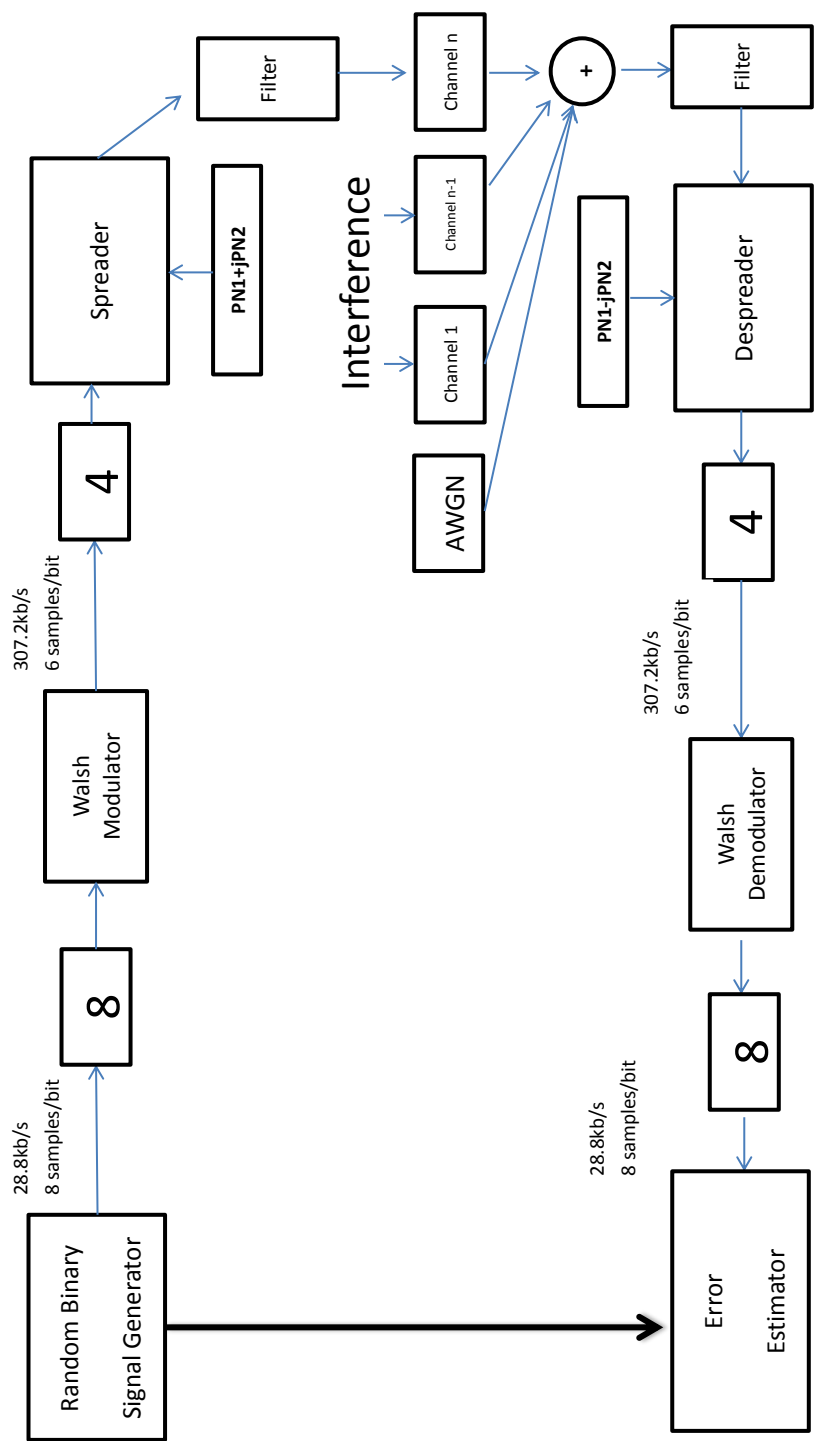 Random Binary
Signal Generator
28.8kb/s
8 samples/bit
8
Walsh
Modulator
307.2kb/s
6 samples/bit
4
Spreader
PN1+jPN2
Filter
Interference
AWGN
Channel 1
Channel n-1
Channel n
+
Filter
PN1-jPN2
Despreader
4
307.2kb/s
6 samples/bit
Walsh
Demodulator
8
28.8kb/s
8 samples/bit
Error
Estimator